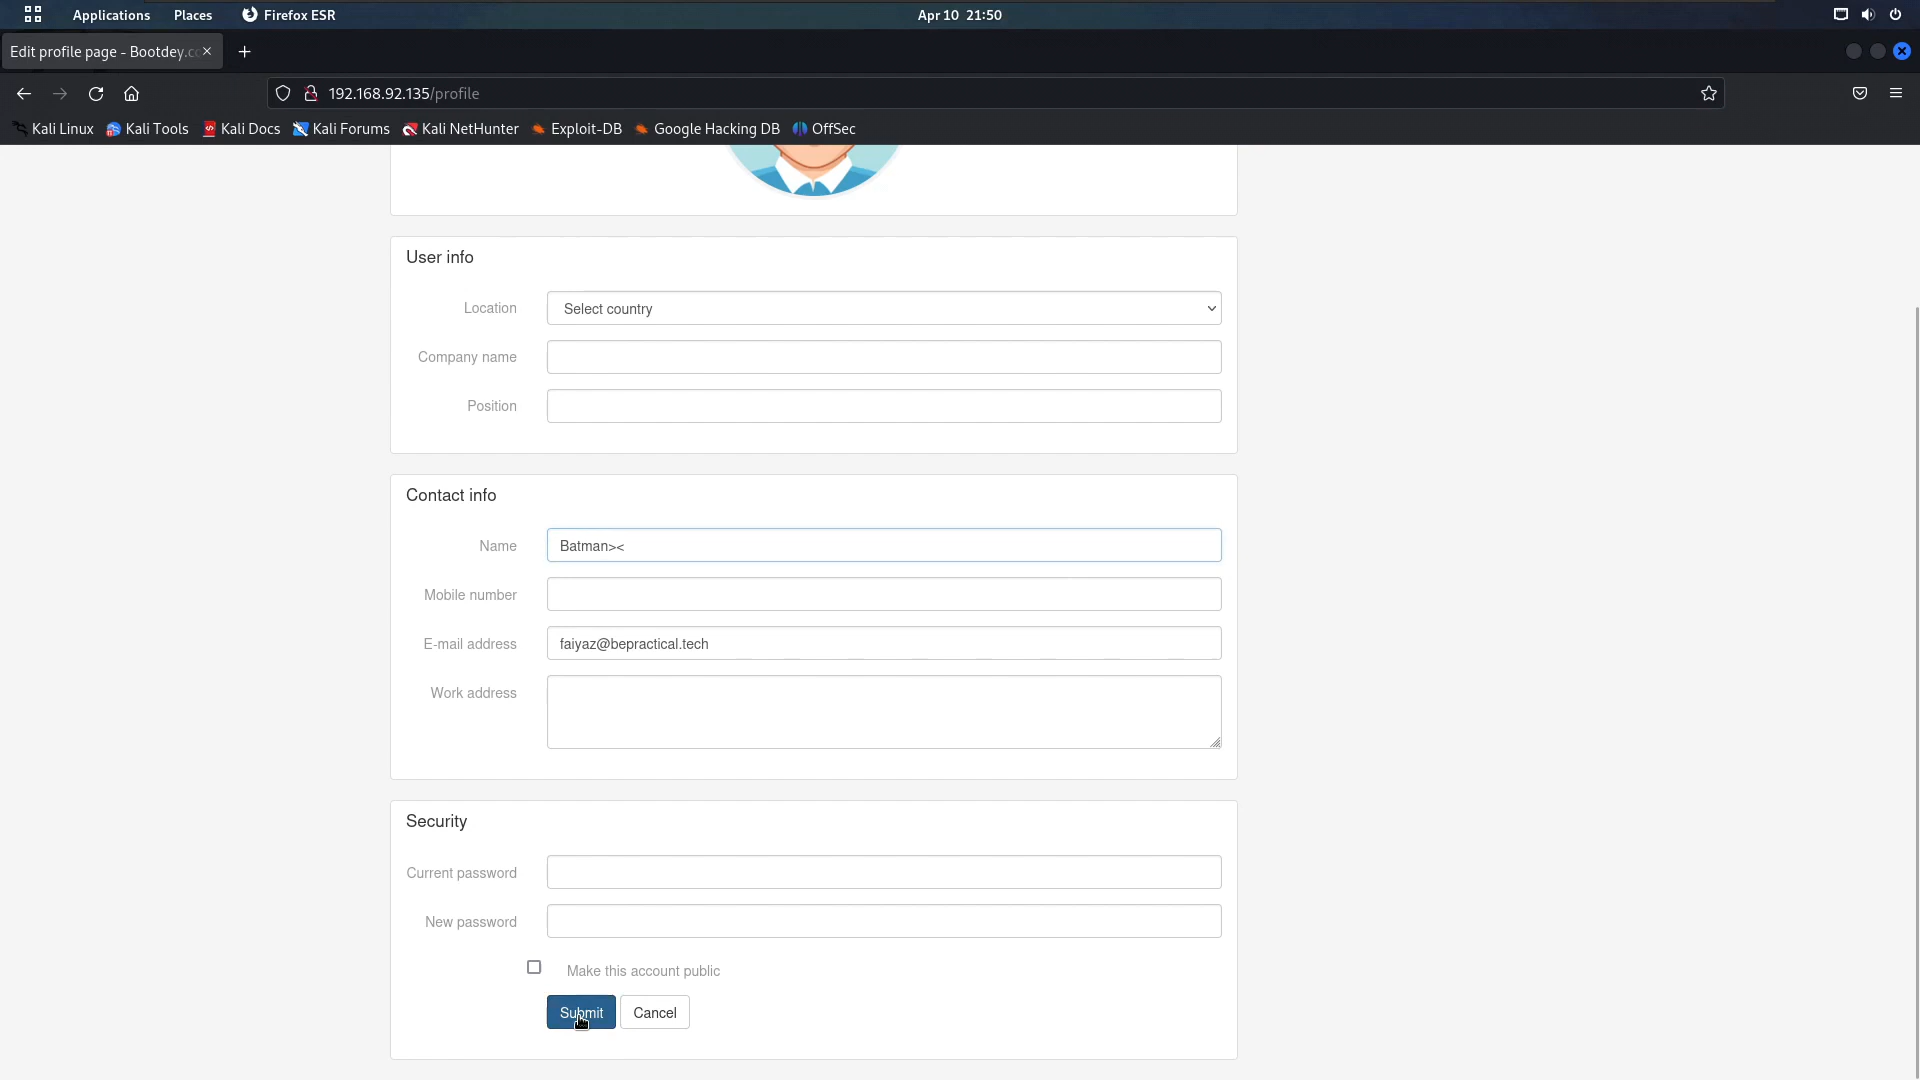 Applications Places Firefox ESR Apr 10 21:50
Edit profile page - Bootdey.c
192.168.92.135/profile
Kali Linux Kali Tools Kali Docs Kali Forums Kali NetHunter Exploit-DB Google Hacking DB OffSec
User info
Location Select country
Company name
Position
Contact info
Name Batman><
Mobile number
E-mail address faiyaz@bepractical.tech
Work address
Security
Current password
New password
Make this account public
Submit Cancel